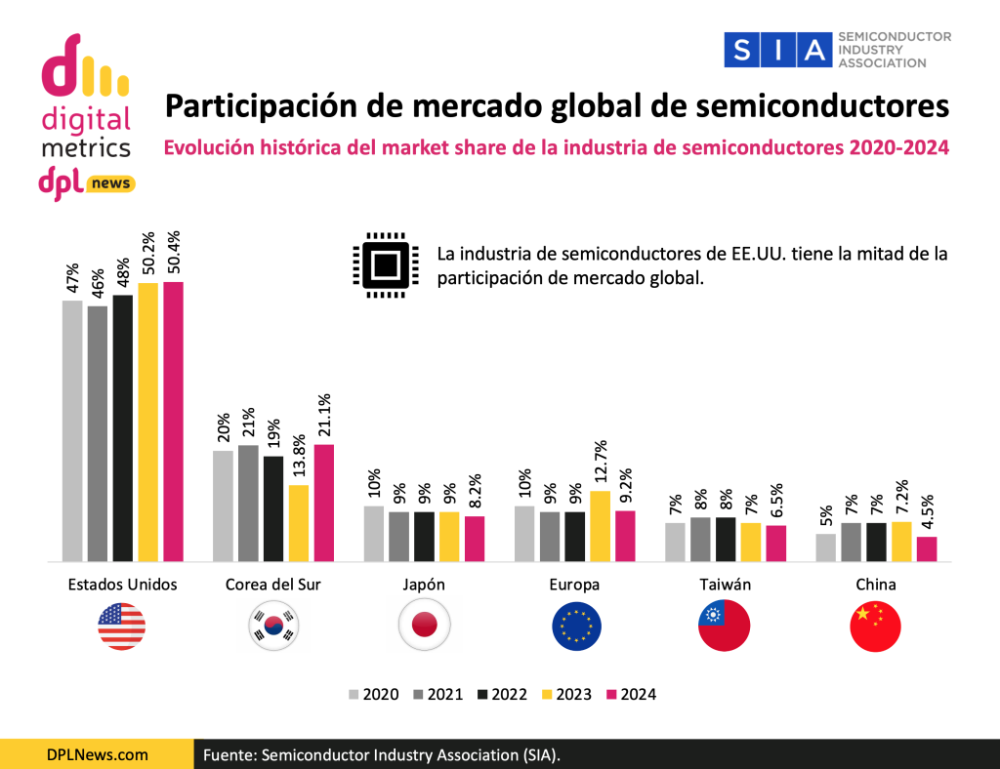 digital
metrics
dpl news
SIA
SEMICONDUCTOR
INDUSTRY
ASSOCIATION
Participación de mercado global de semiconductores
Evolución histórica del market share de la industria de semiconductores 2020-2024
La industria de semiconductores de EE.UU. tiene la mitad de la
participación de mercado global.
47% 46% 48% 50.2% 50.4%
20% 21% 19% 13.8% 21.1%
10% 9% 9% 9% 8.2%
10% 9% 9% 12.7% 9.2%
7% 8% 8% 7% 6.5%
5% 7% 7% 7.2% 4.5%
Estados Unidos Corea del Sur Japón Europa Taiwán China
2020 2021 2022 2023 2024
DPLNews.com Fuente: Semiconductor Industry Association (SIA).